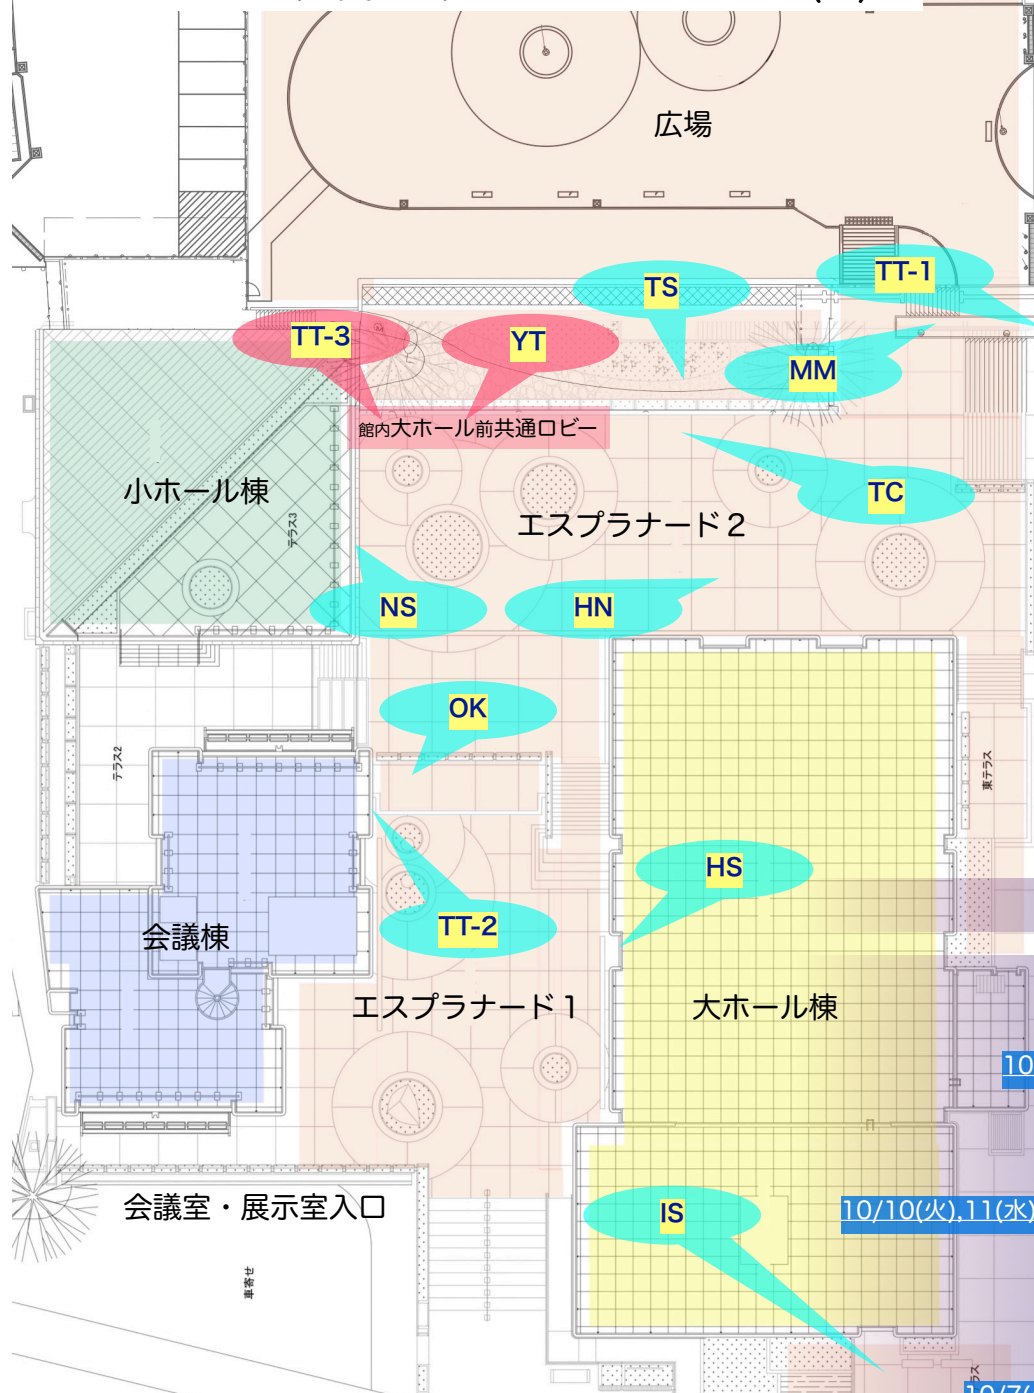 広場
TS
TT-1
TT-3
YT
MM
館内大ホール前共通ロビー
小ホール棟
テラス3
TC
エスプラナード２
NS
HN
OK
テラス2
東テラス
HS
TT-2
会議棟
エスプラナード１
大ホール棟
10
会議室・展示室入口
IS
10/10(火),11(水)
車寄せ